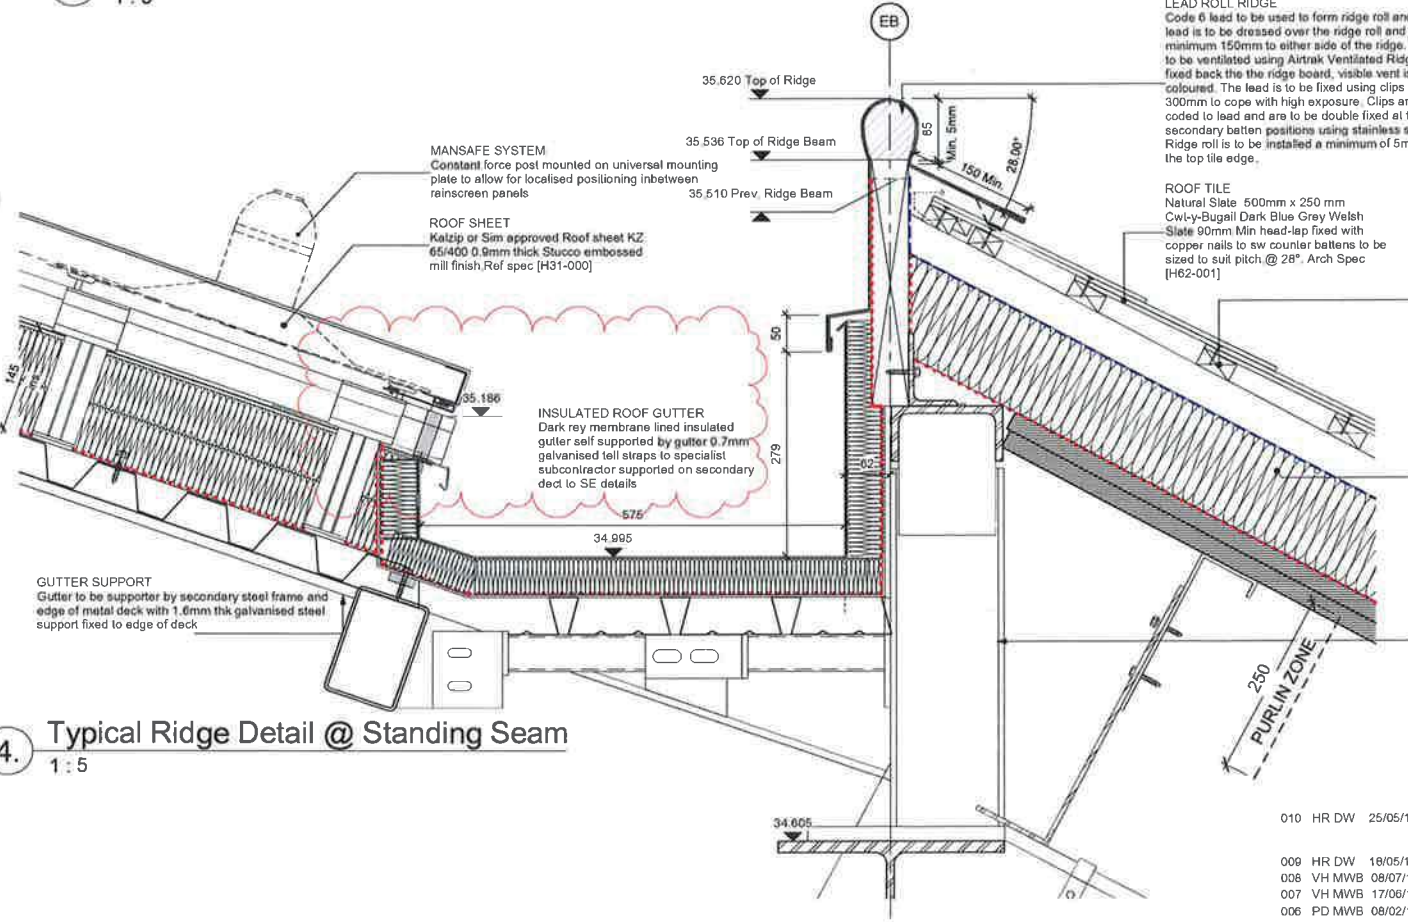 1 : 5
EB
LEAD ROLL RIDGE
Code 6 lead to be used to form ridge roll and
lead is to be dressed over the ridge roll and
minimum 150mm to either side of the ridge.
to be ventilated using Airtrak Ventilated Ridg
fixed back the the ridge board, visible vent is
coloured. The lead is to be fixed using clips
300mm to cope with high exposure. Clips ar
coded to lead and are to be double fixed at t
secondary batten positions using stainless s
Ridge roll is to be installed a minimum of 5m
the top tile edge.
35.620 Top of Ridge
35.536 Top of Ridge Beam
35.510 Prev. Ridge Beam
65
Min. 5mm
28.00°
150 Min.
MANSAFE SYSTEM
Constant force post mounted on universal mounting
plate to allow for localised positioning inbetween
rainscreen panels
ROOF SHEET
Kalzip or Sim approved Roof sheet KZ
65/400 0.9mm thick Stucco embossed
mill finish.Ref spec [H31-000]
ROOF TILE
Natural Slate 500mm x 250 mm
Cwt-y-Bugail Dark Blue Grey Welsh
Slate 90mm Min head-lap fixed with
copper nails to sw counter battens to be
sized to suit pitch @ 28°. Arch Spec
[H62-001]
145
ins.
35.186
50
279
INSULATED ROOF GUTTER
Dark rey membrane lined insulated
gutter self supported by gutter 0.7mm
galvanised tell straps to specialist
subcontractor supported on secondary
dect to SE details
62
575
34.995
GUTTER SUPPORT
Gutter to be supporter by secondary steel frame and
edge of metal deck with 1.6mm thk galvanised steel
support fixed to edge of deck
250
PURLIN ZONE
4.
Typical Ridge Detail @ Standing Seam
1 : 5
34.605
010 HR DW 25/05/1
009 HR DW 18/05/1
008 VH MWB 08/07/1
007 VH MWB 17/06/1
006 PD MWB 08/02/1